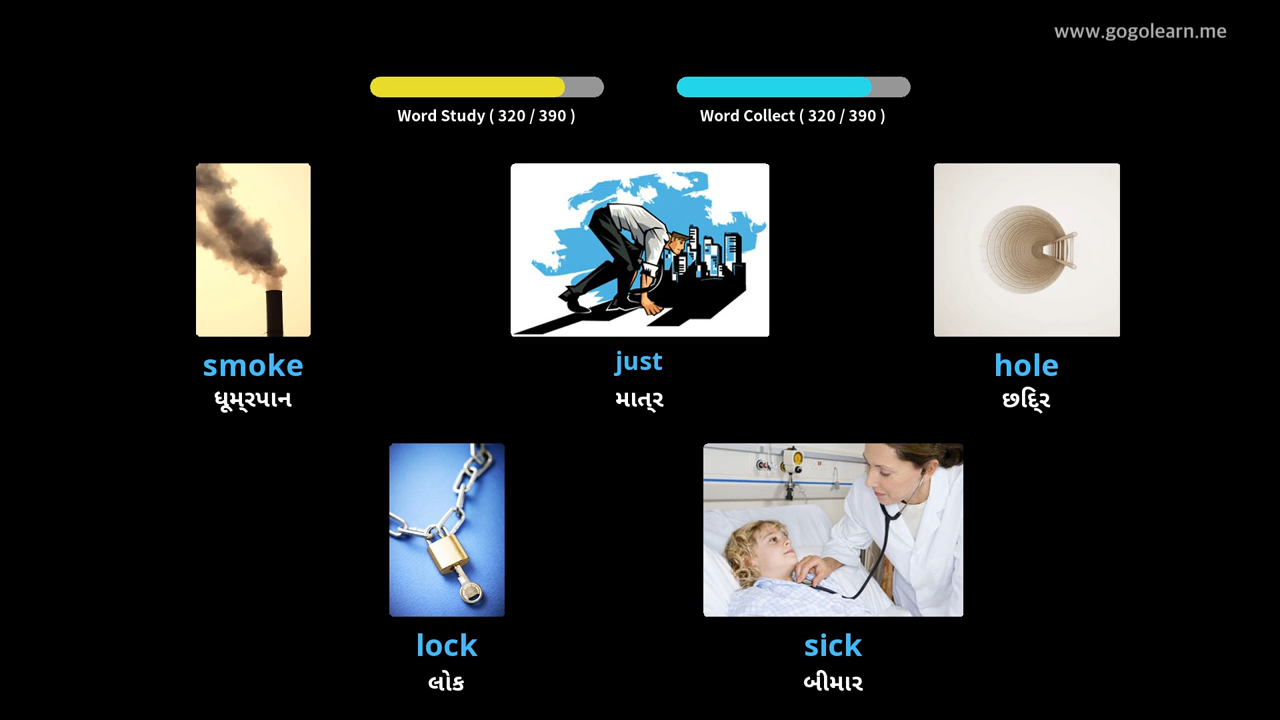 www.gogolearn.me
Word Study ( 320 / 390 )
Word Collect ( 320 / 390 )
smoke
ધૂમ્રપાન
just
માત્ર
hole
છિદ્ર
lock
લોક
sick
બીમાર